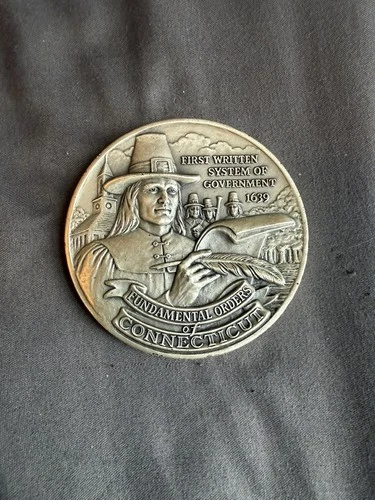 FIRST WRITTEN
SYSTEM OF
GOVERNMENT
1639
FUNDAMENTAL ORDERS
of
CONNECTICUT